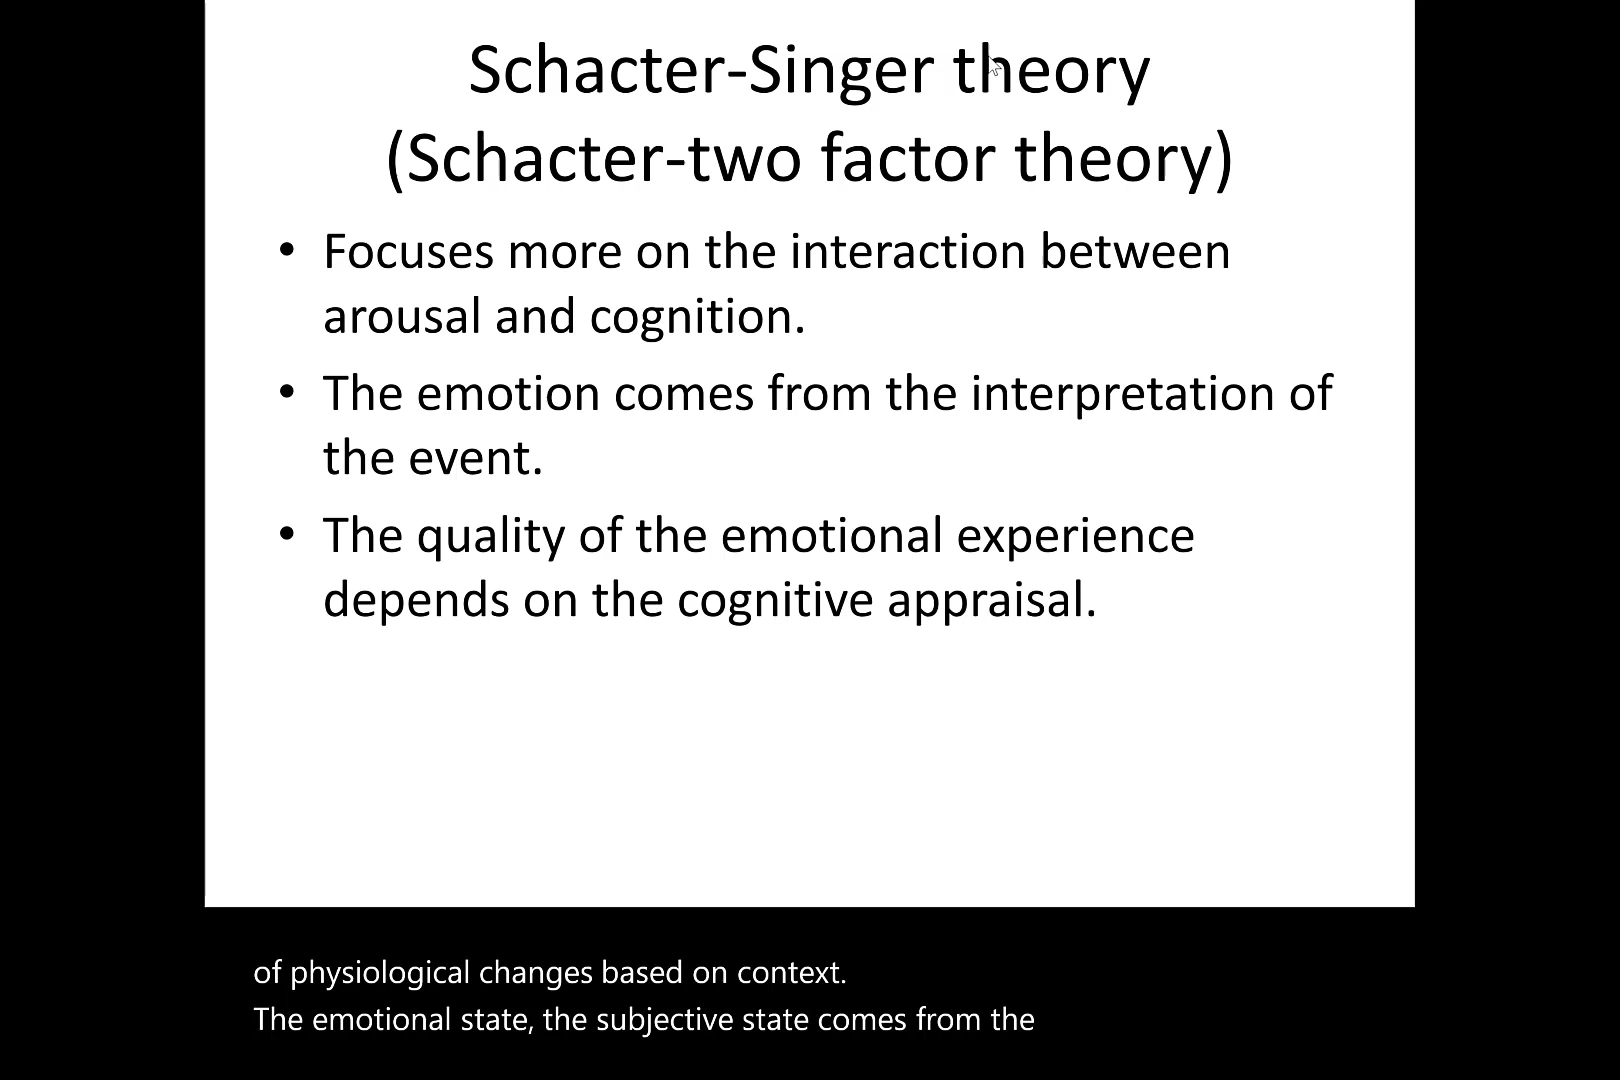 Schacter-Singer theory
(Schacter-two factor theory)
• Focuses more on the interaction between
arousal and cognition.
• The emotion comes from the interpretation of
the event.
• The quality of the emotional experience
depends on the cognitive appraisal.
of physiological changes based on context.
The emotional state, the subjective state comes from the